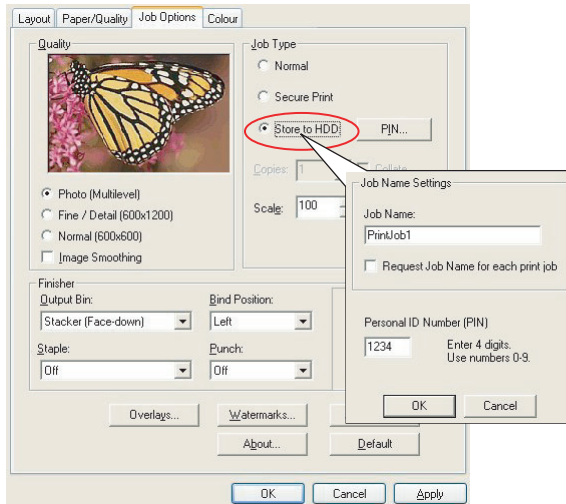 Layout
Paper/Quality
Job Options
Colour
Quality
Photo (Multilevel)
Fine / Detail (600x1200)
Normal (600x600)
Image Smoothing
Job Type
Normal
Secure Print
Store to HDD
PIN...
Copies: 1
Collate
Scale: 100
Finisher
Output Bin:
Stacker (Face-down)
Bind Position:
Left
Staple:
Off
Punch:
Off
Overlays...
Watermarks...
About...
Default
OK
Cancel
Apply
Job Name Settings
Job Name:
PrintJob1
Request Job Name for each print job
Personal ID Number (PIN)
1234
Enter 4 digits.
Use numbers 0-9.
OK
Cancel